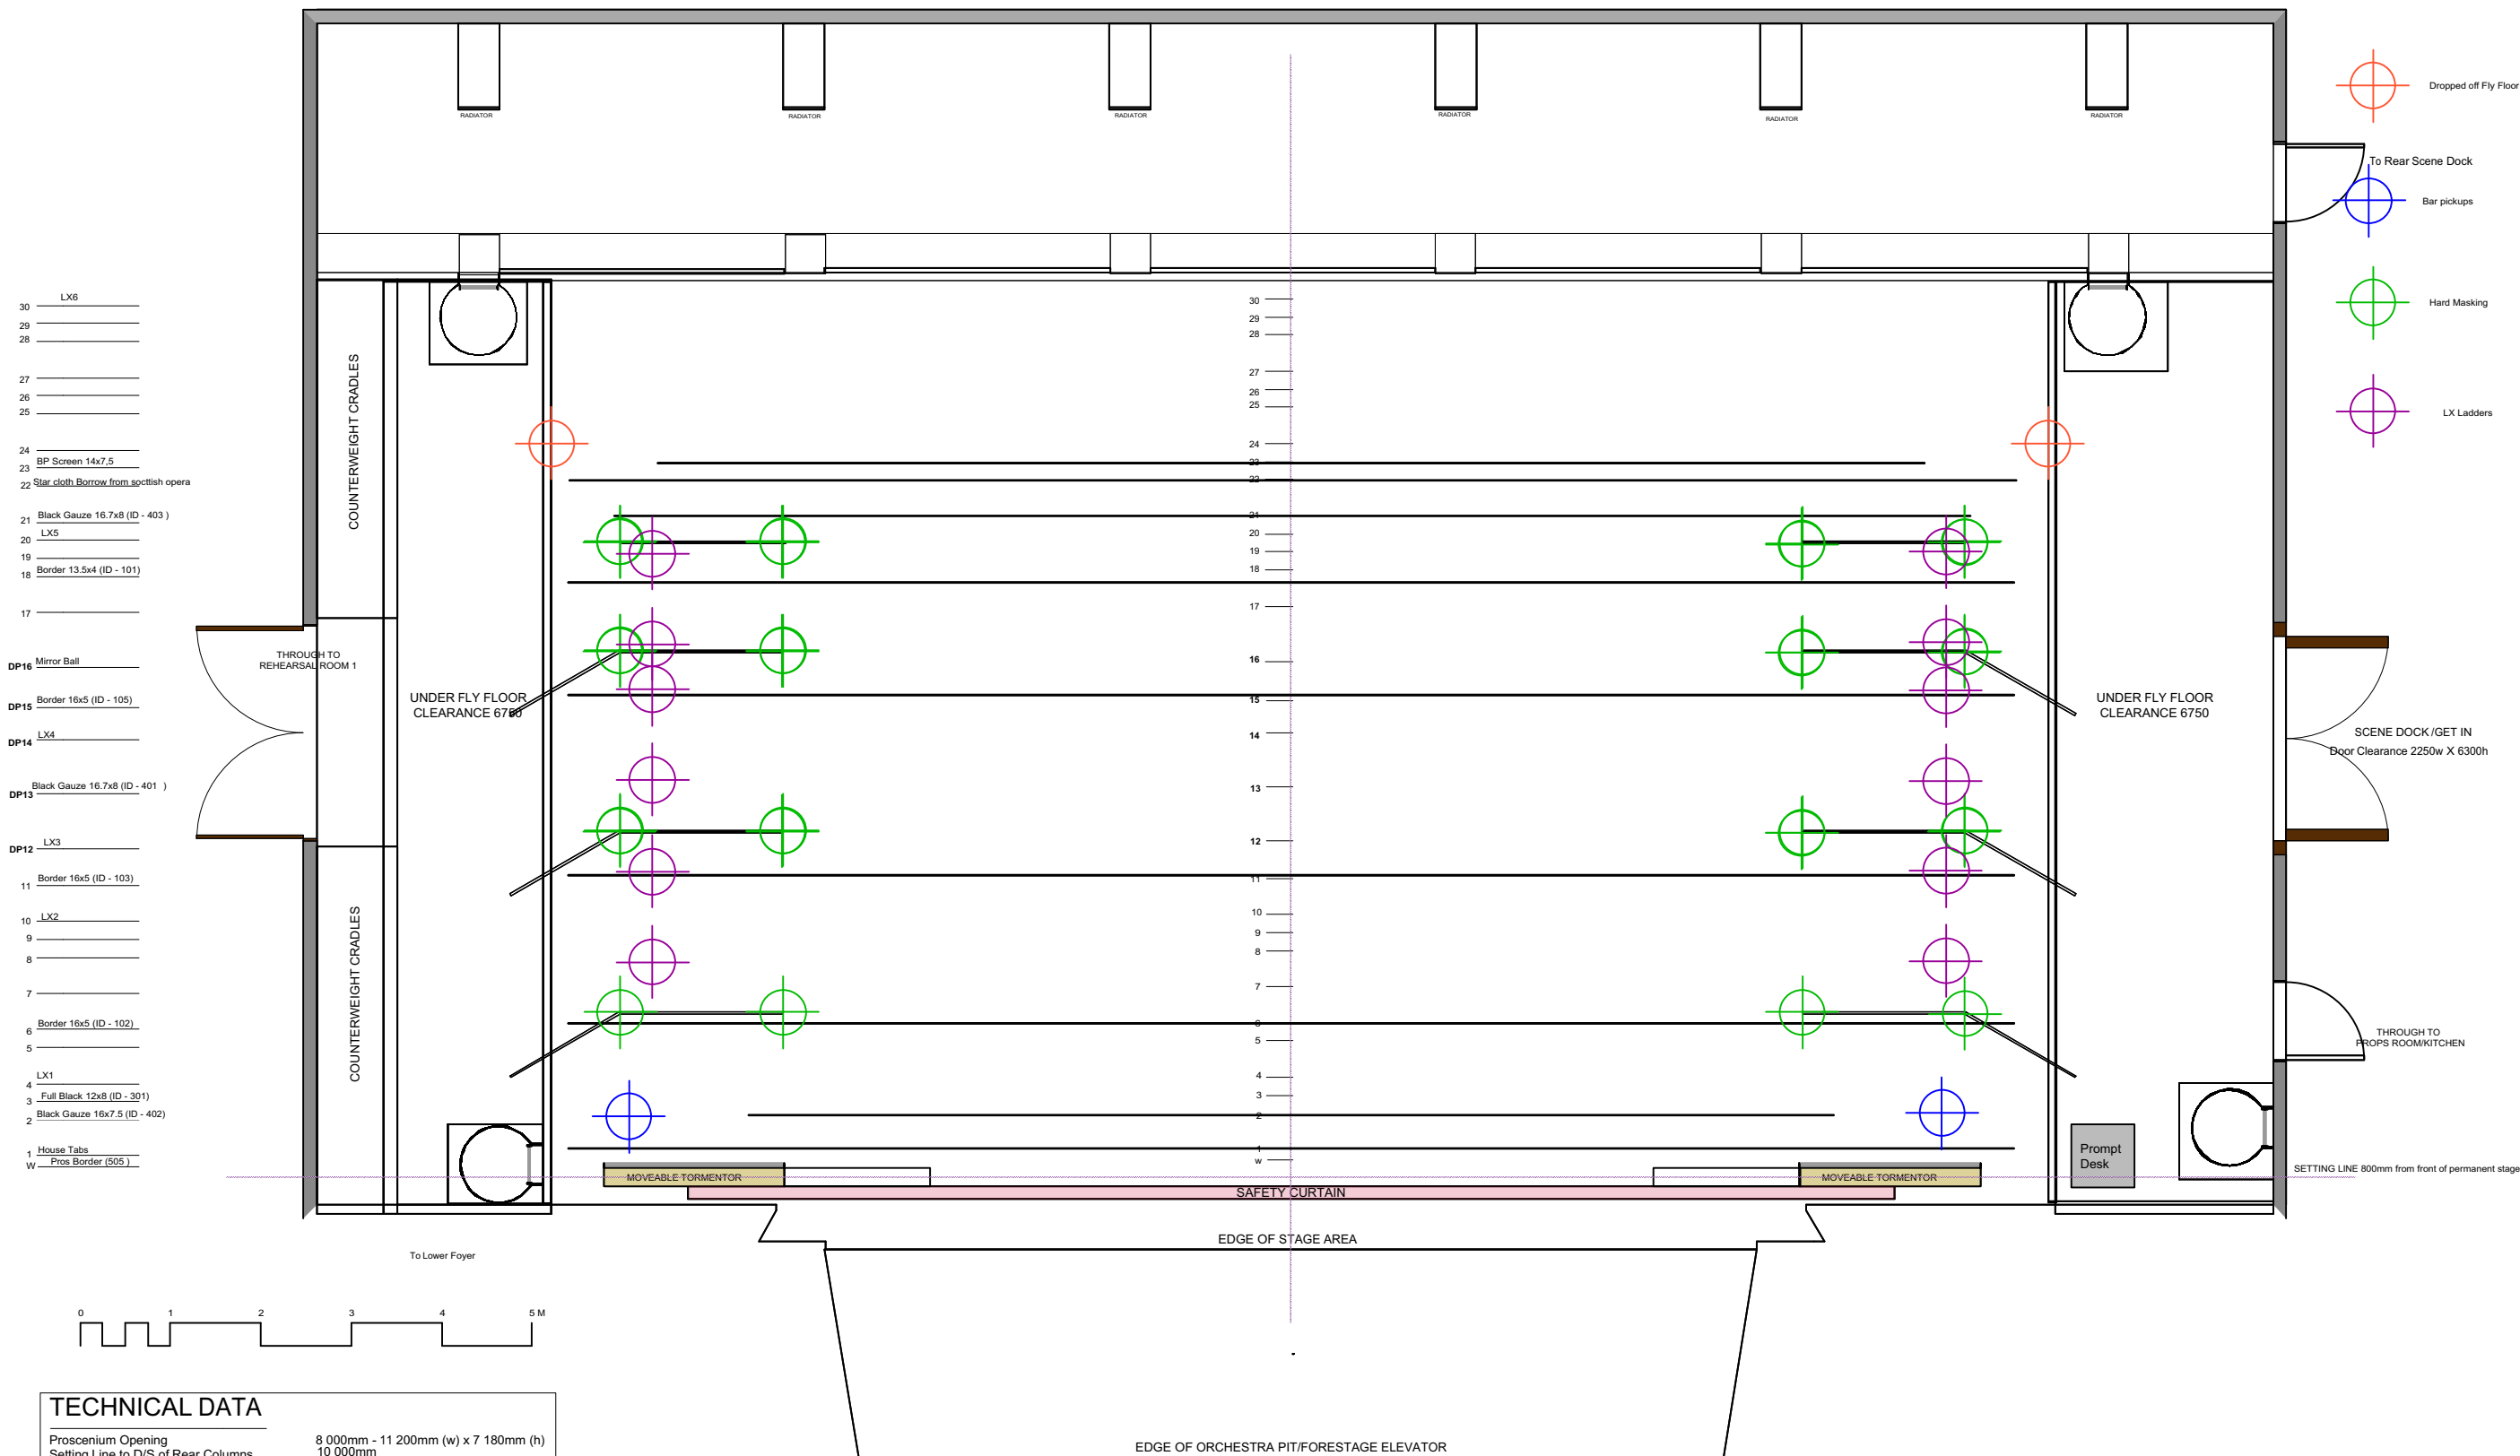 Dropped off Fly Floor
To Rear Scene Dock
Bar pickups
Hard Masking
LX Ladders
RADIATOR
RADIATOR
RADIATOR
RADIATOR
RADIATOR
RADIATOR
30 LX6
29
28
27
26
25
24
23 BP Screen 14x7,5
22 Star cloth Borrow from socttish opera
21 Black Gauze 16.7x8 (ID - 403 )
20 LX5
19
18 Border 13.5x4 (ID - 101)
17
DP16 Mirror Ball
DP15 Border 16x5 (ID - 105)
DP14 LX4
DP13 Black Gauze 16.7x8 (ID - 401 )
DP12 LX3
11 Border 16x5 (ID - 103)
10 LX2
9
8
7
6 Border 16x5 (ID - 102)
5
4 LX1
3 Full Black 12x8 (ID - 301)
2 Black Gauze 16x7.5 (ID - 402)
1 House Tabs
W Pros Border (505 )
COUNTERWEIGHT CRADLES
COUNTERWEIGHT CRADLES
THROUGH TO
REHEARSAL ROOM 1
UNDER FLY FLOOR
CLEARANCE 6750
30
29
28
27
26
25
24
23
22
21
20
19
18
17
16
15
14
13
12
11
10
9
8
7
6
5
4
3
2
1
W
UNDER FLY FLOOR
CLEARANCE 6750
SCENE DOCK /GET IN
Door Clearance 2250w X 6300h
THROUGH TO
PROPS ROOM/KITCHEN
Prompt
Desk
SETTING LINE 800mm from front of permanent stage
MOVEABLE TORMENTOR
MOVEABLE TORMENTOR
SAFETY CURTAIN
EDGE OF STAGE AREA
To Lower Foyer
0 1 2 3 4 5 M
TECHNICAL DATA
Proscenium Opening 8 000mm - 11 200mm (w) x 7 180mm (h)
Setting Line to D/S of Rear Columns 10 000mm
EDGE OF ORCHESTRA PIT/FORESTAGE ELEVATOR